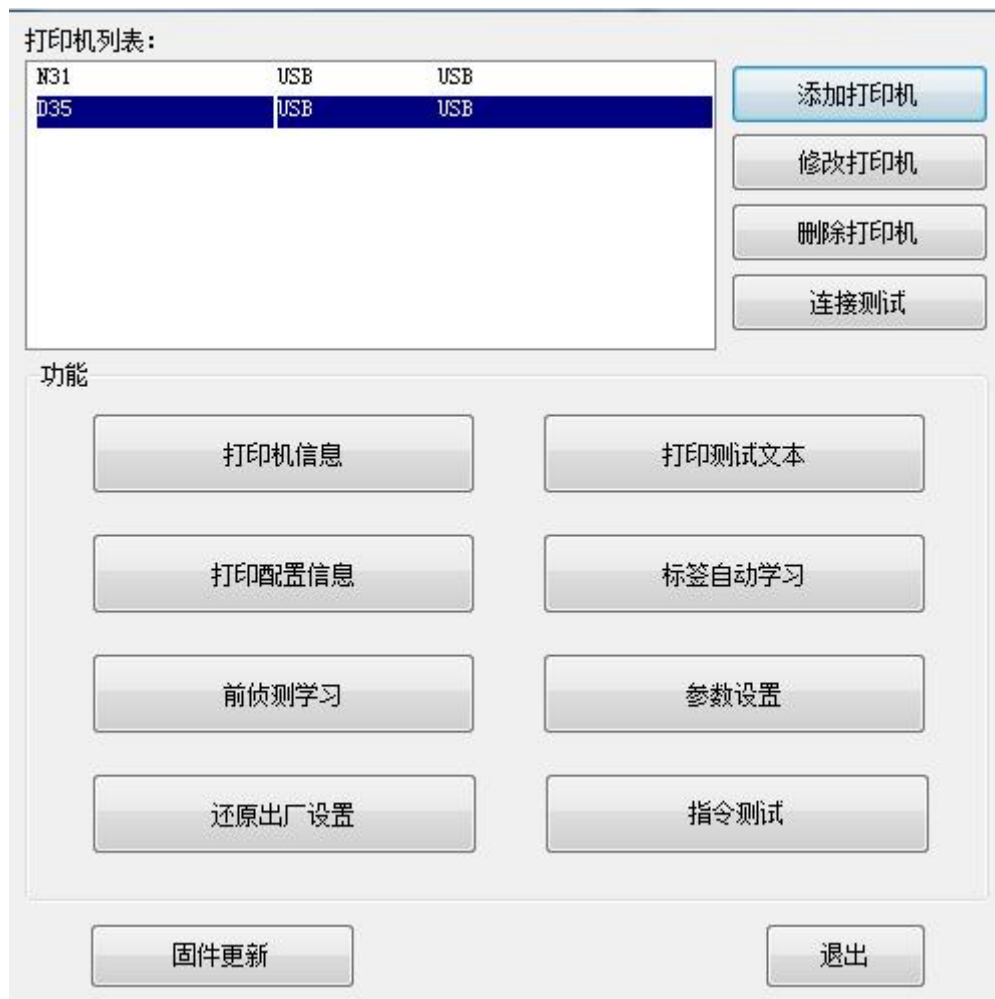 打印机列表:
N31 USB USB
D35 USB USB
添加打印机
修改打印机
删除打印机
连接测试
功能
打印机信息 打印测试文本
打印配置信息 标签自动学习
前侦测学习 参数设置
还原出厂设置 指令测试
固件更新 退出